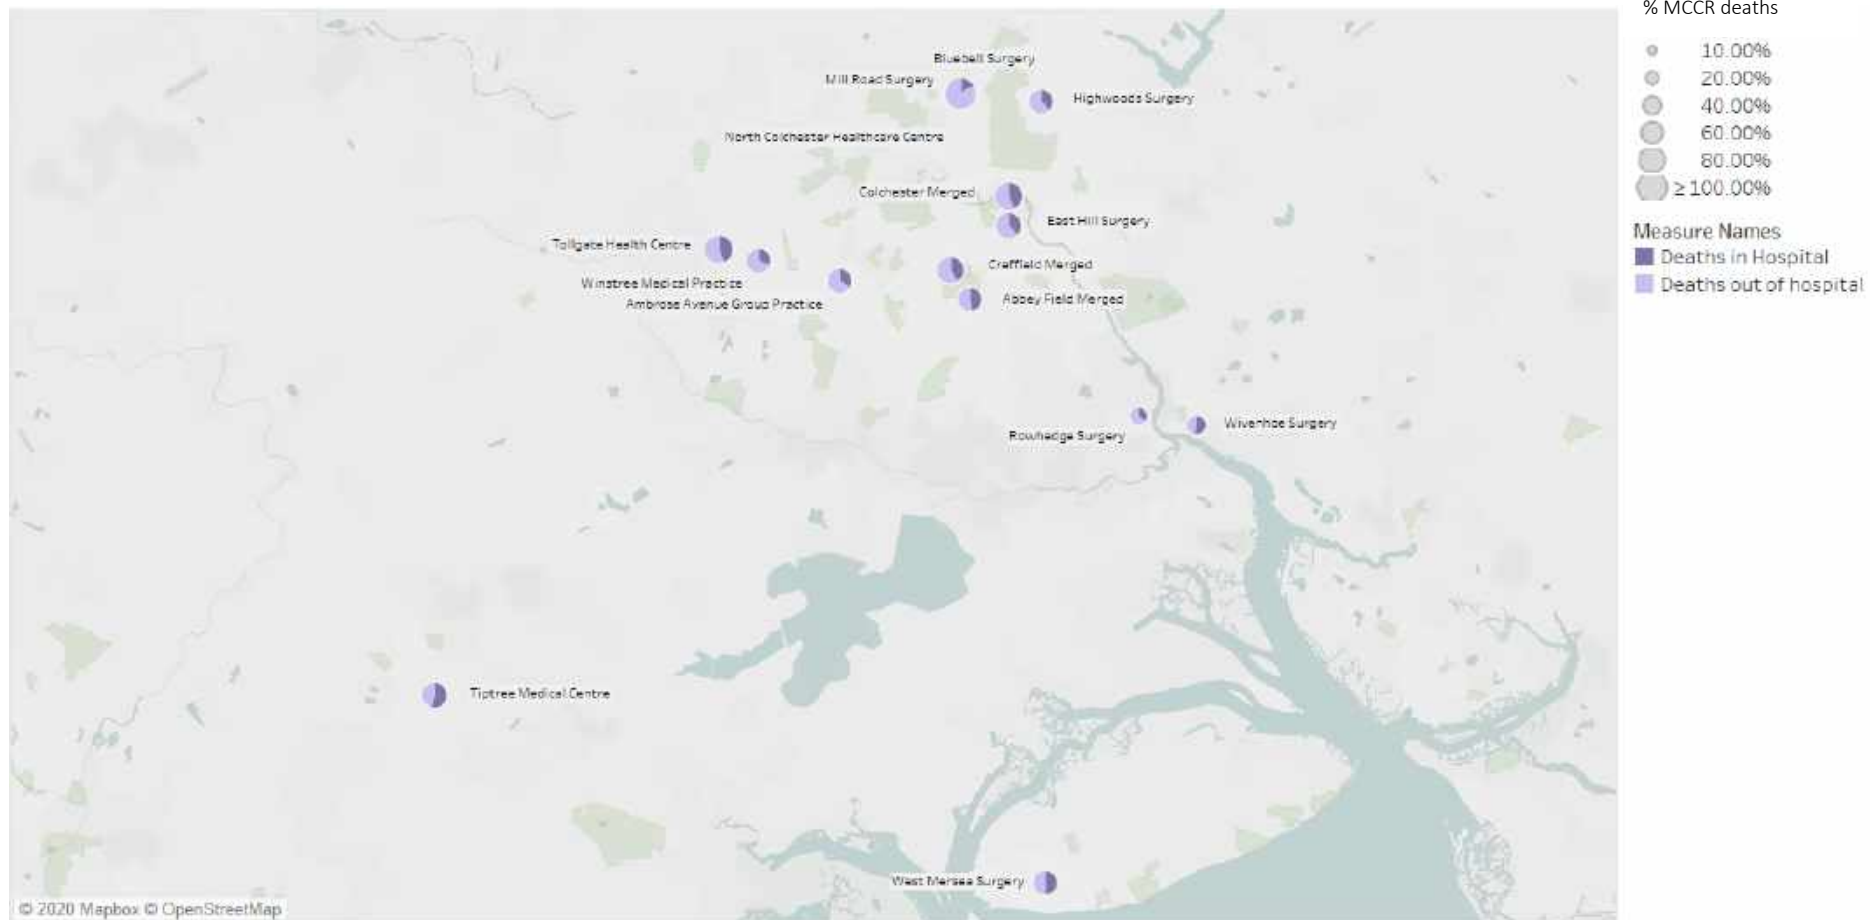 % MCCR deaths
10.00%
20.00%
40.00%
60.00%
80.00%
≥ 100.00%
Measure Names
Deaths in Hospital
Deaths out of hospital
Bluebell Surgery
Mill Road Surgery
Highwoods Surgery
North Colchester Healthcare Centre
Colchester Merged
East Hill Surgery
Tollgate Health Centre
Creffield Merged
Winstree Medical Practice
Abbey Field Merged
Ambrose Avenue Group Practice
Wivenhoe Surgery
Rowhedge Surgery
Tiptree Medical Centre
West Mersea Surgery
© 2020 Mapbox © OpenStreetMap